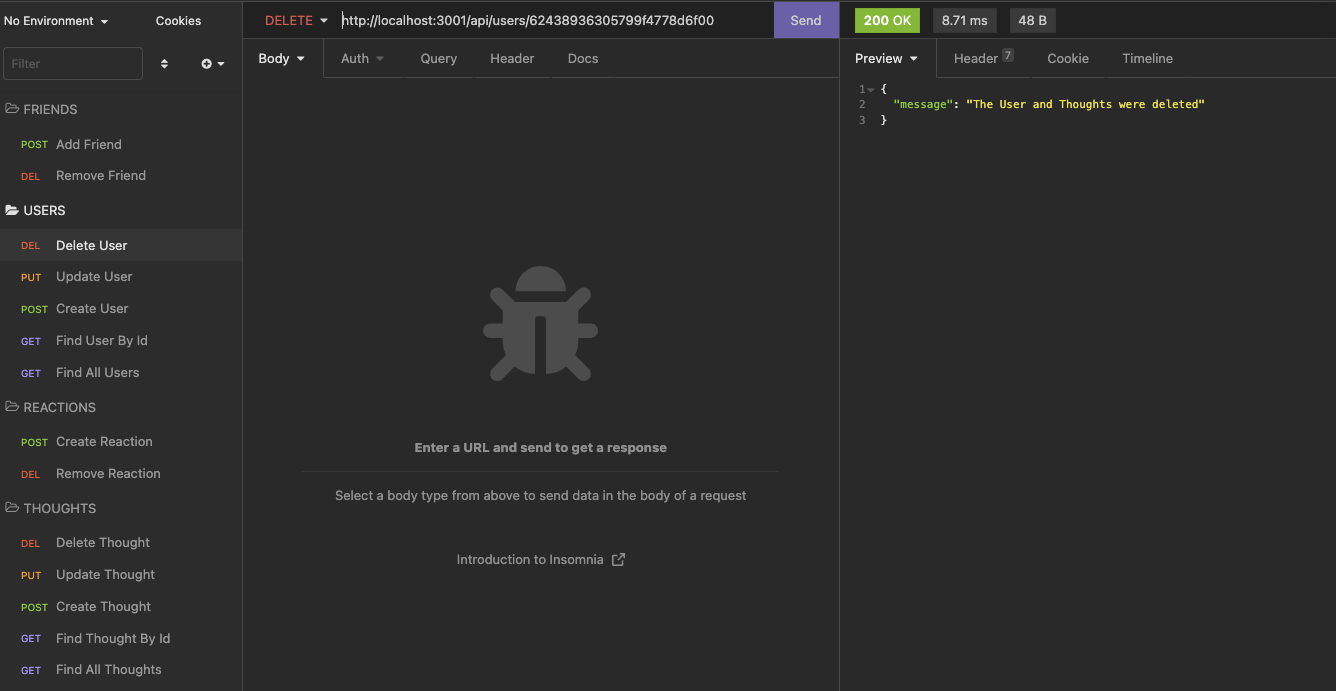 No Environment
Cookies
Filter
FRIENDS
POST Add Friend
DEL Remove Friend
USERS
DEL Delete User
PUT Update User
POST Create User
GET Find User By Id
GET Find All Users
REACTIONS
POST Create Reaction
DEL Remove Reaction
THOUGHTS
DEL Delete Thought
PUT Update Thought
POST Create Thought
GET Find Thought By Id
GET Find All Thoughts
DELETE http://localhost:3001/api/users/62438936305799f4778d6f00 Send
Body Auth Query Header Docs
Enter a URL and send to get a response
Select a body type from above to send data in the body of a request
Introduction to Insomnia
200 OK 8.71 ms 48 B
Preview Header 7 Cookie Timeline
1 {
2 "message": "The User and Thoughts were deleted"
3 }